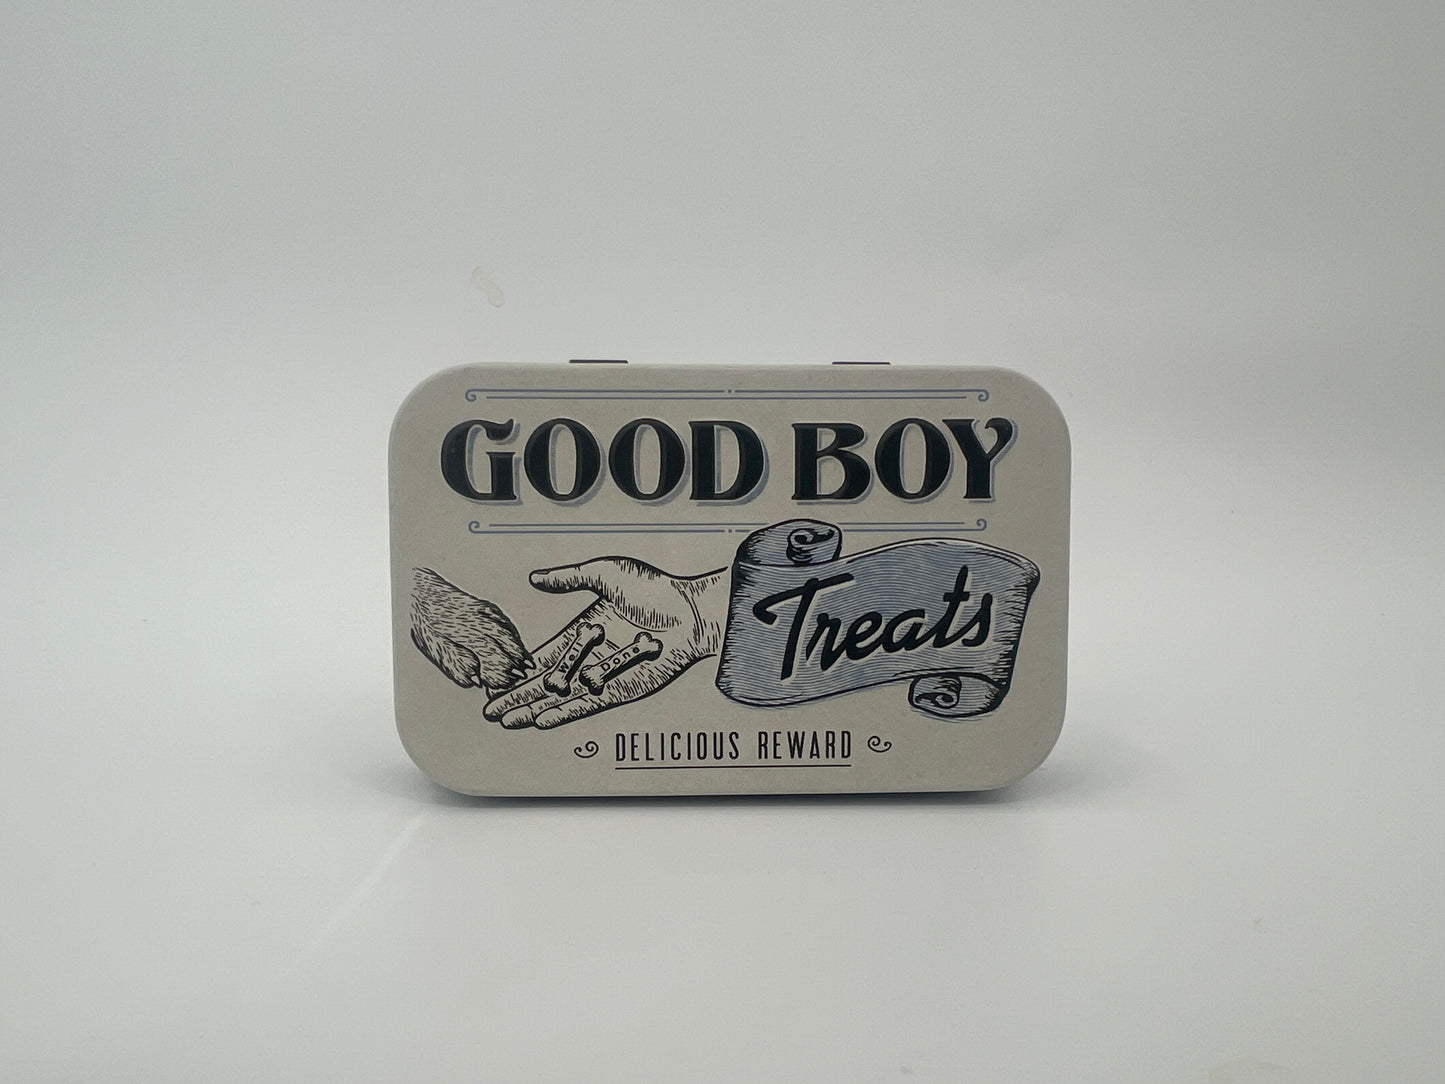 GOOD BOY
Treats
Well
Done
DELICIOUS REWARD